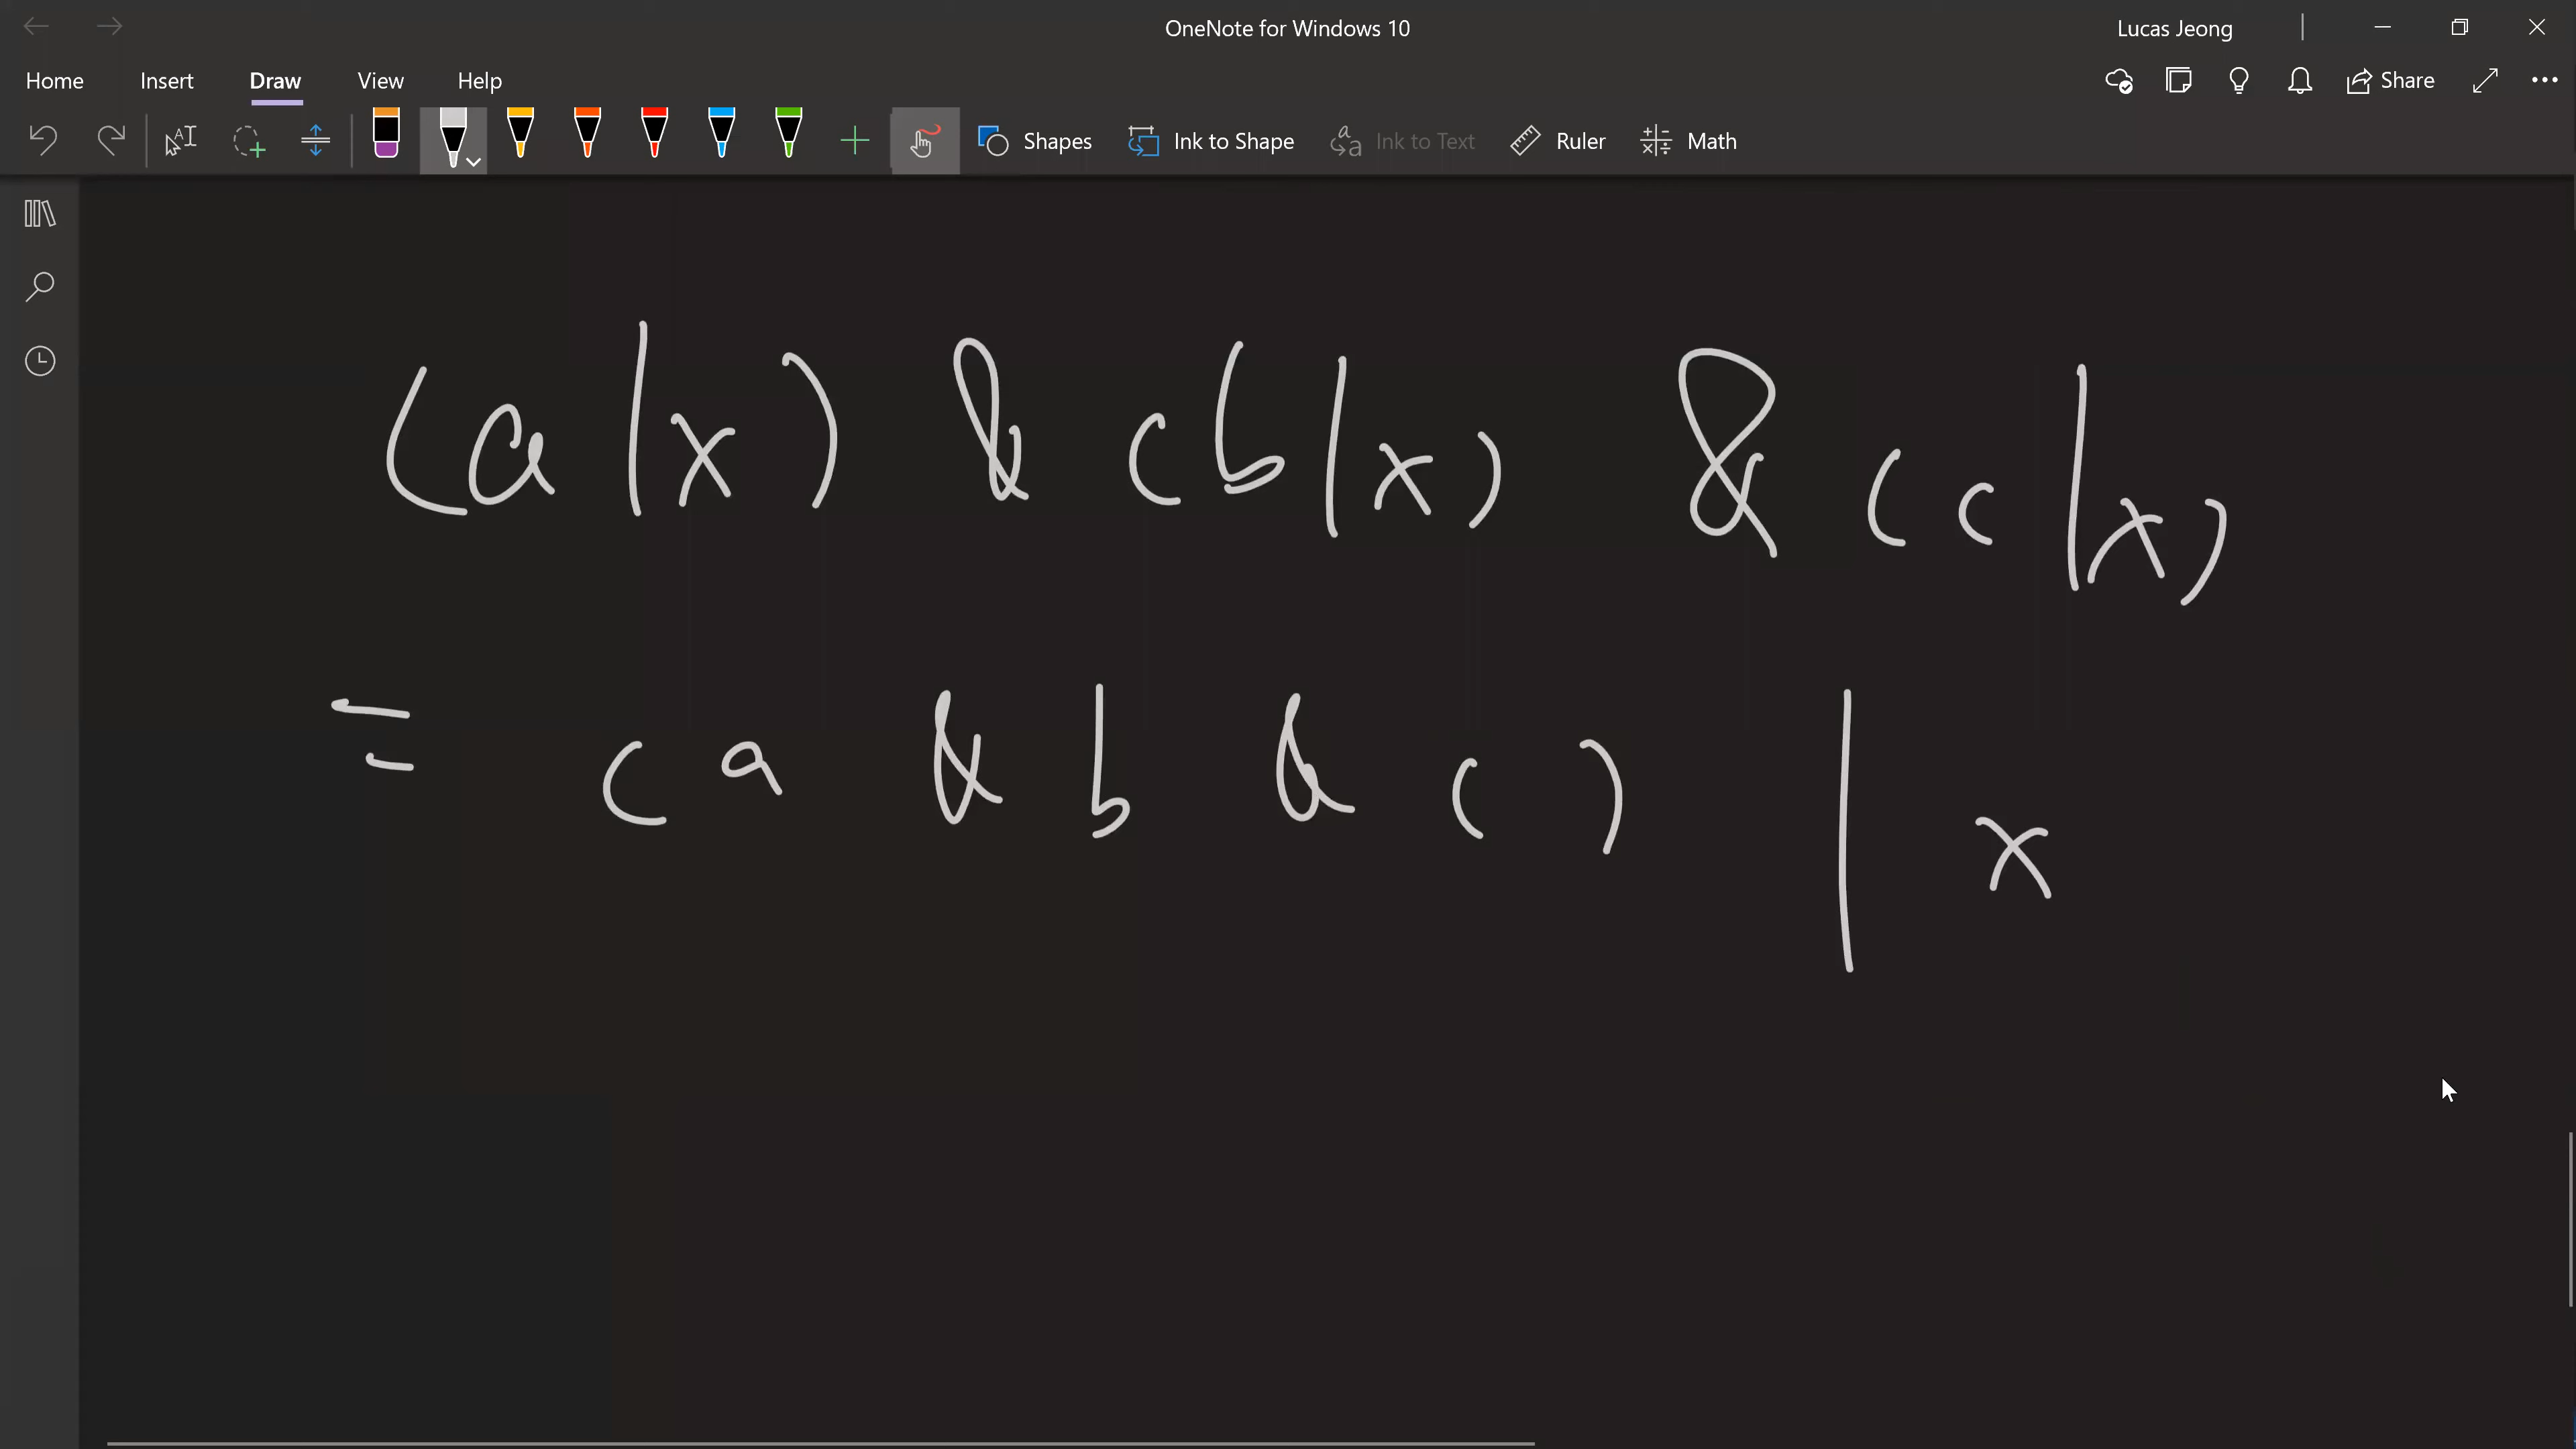 OneNote for Windows 10
Lucas Jeong
Home Insert Draw View Help
Share
Shapes Ink to Shape Ink to Text Ruler Math
(a|x) & (b|x) & (c|x)
= (a & b & c) | x